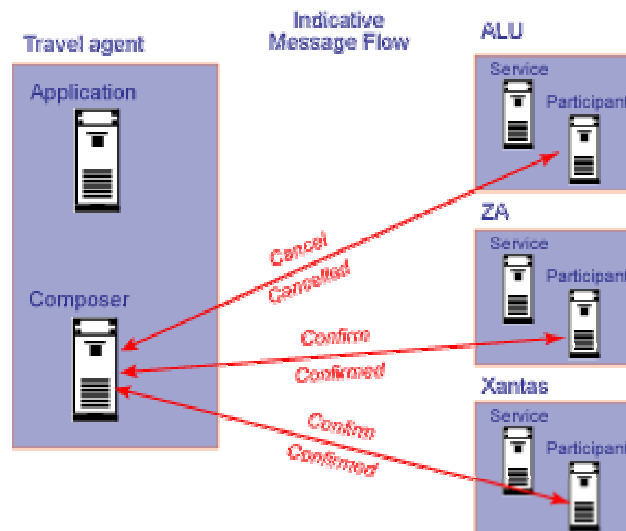 Travel agent
Indicative
Message Flow
ALU
Application
Service
Participant
Cancel
Cancelled
ZA
Service
Participant
Composer
Confirm
Confirmed
Xantas
Service
Participant
Confirm
Confirmed